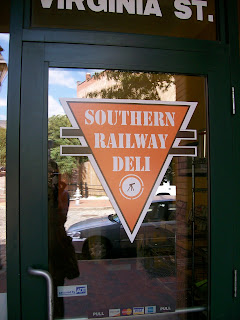 VIRGINIA ST.
SOUTHERN
RAILWAY
DELI
PULL
PULL